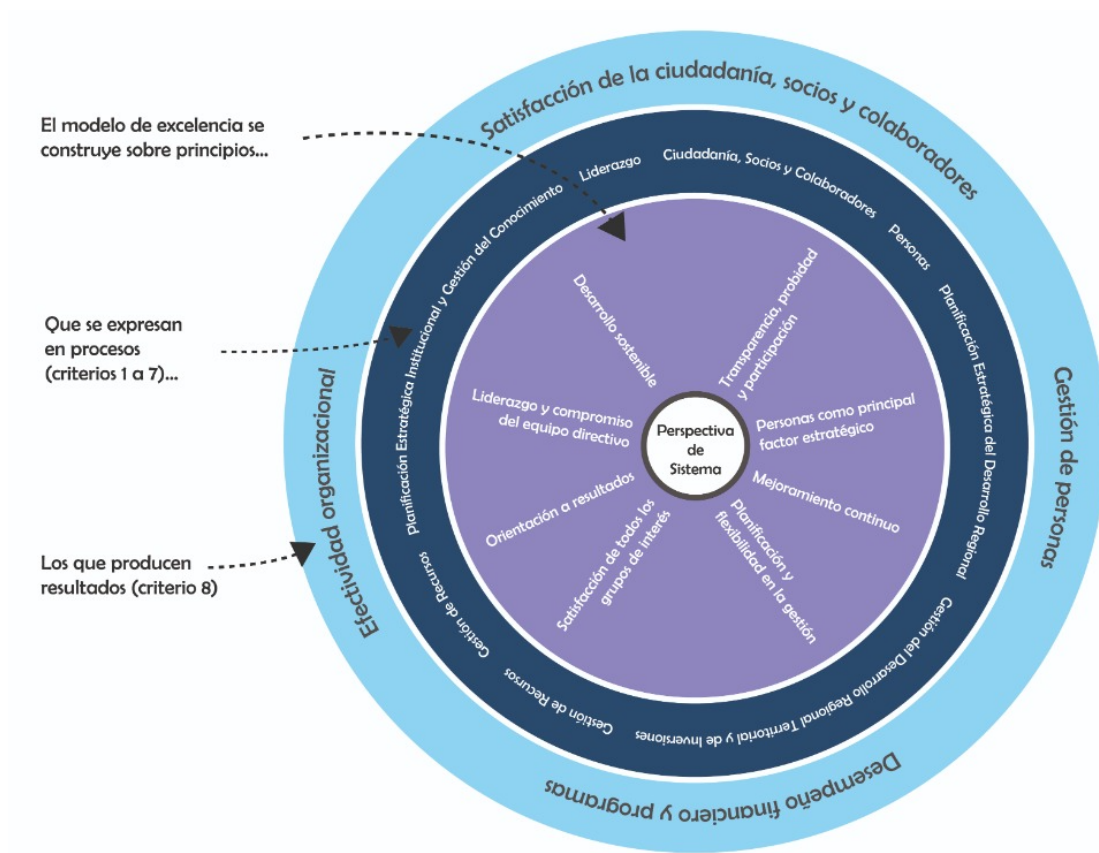 El modelo de excelencia se
construye sobre principios...
Que se expresan
en procesos
(criterios 1 a 7)...
Los que producen
resultados (criterio 8)
Satisfacción de la ciudadanía, socios y colaboradores
Gestión de personas
Desempeño financiero y programas
Efectividad organizacional
Liderazgo
Ciudadanía, Socios y Colaboradores
Personas
Planificación Estratégica del Desarrollo Regional
Gestión del Desarrollo Regional Territorial y de Inversiones
Gestión de Recursos
Gestión de Recursos
Planificación Estratégica Institucional y Gestión del Conocimiento
Desarrollo sostenible
Transparencia, probidad
y participación
Personas como principal
factor estratégico
Mejoramiento continuo
Planificación y
flexibilidad en la gestión
Satisfacción de todos los
grupos de interés
Orientación a resultados
Liderazgo y compromiso
del equipo directivo
Perspectiva
de
Sistema